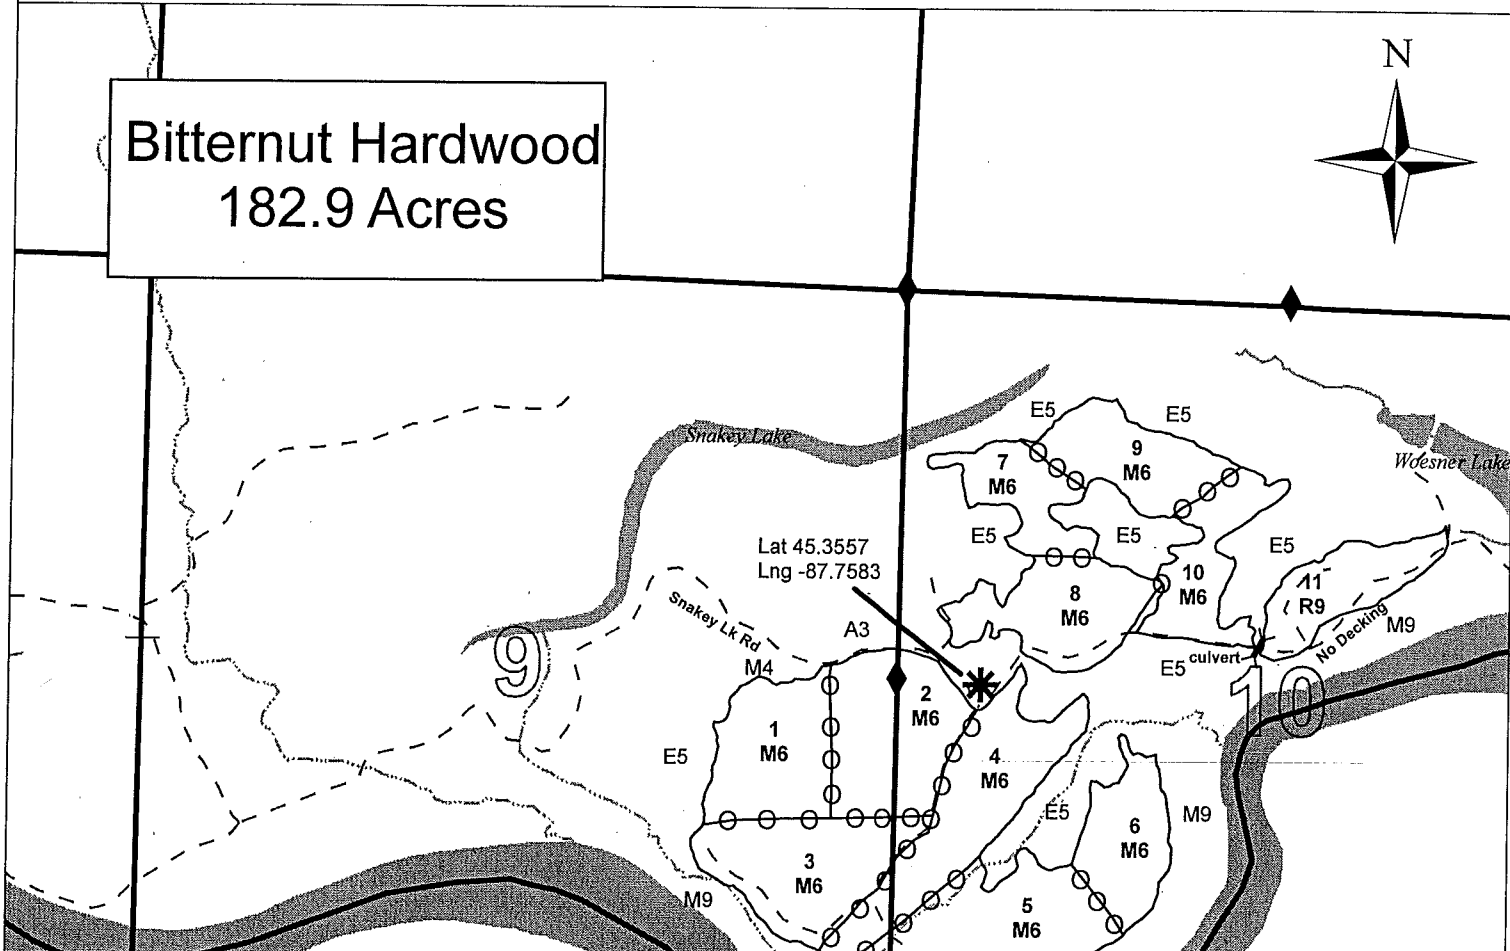 N
Bitternut Hardwood
182.9 Acres
Snakey Lake
Woesner Lake
E5
E5
9
M6
7
M6
E5
E5
E5
Lat 45.3557
Lng -87.7583
10
M6
8
M6
11
R9
No Decking
M9
Snakey Lk Rd
A3
M4
culvert
E5
9
10
2
M6
1
M6
E5
4
M6
E5
M9
6
M6
3
M6
M9
5
M6